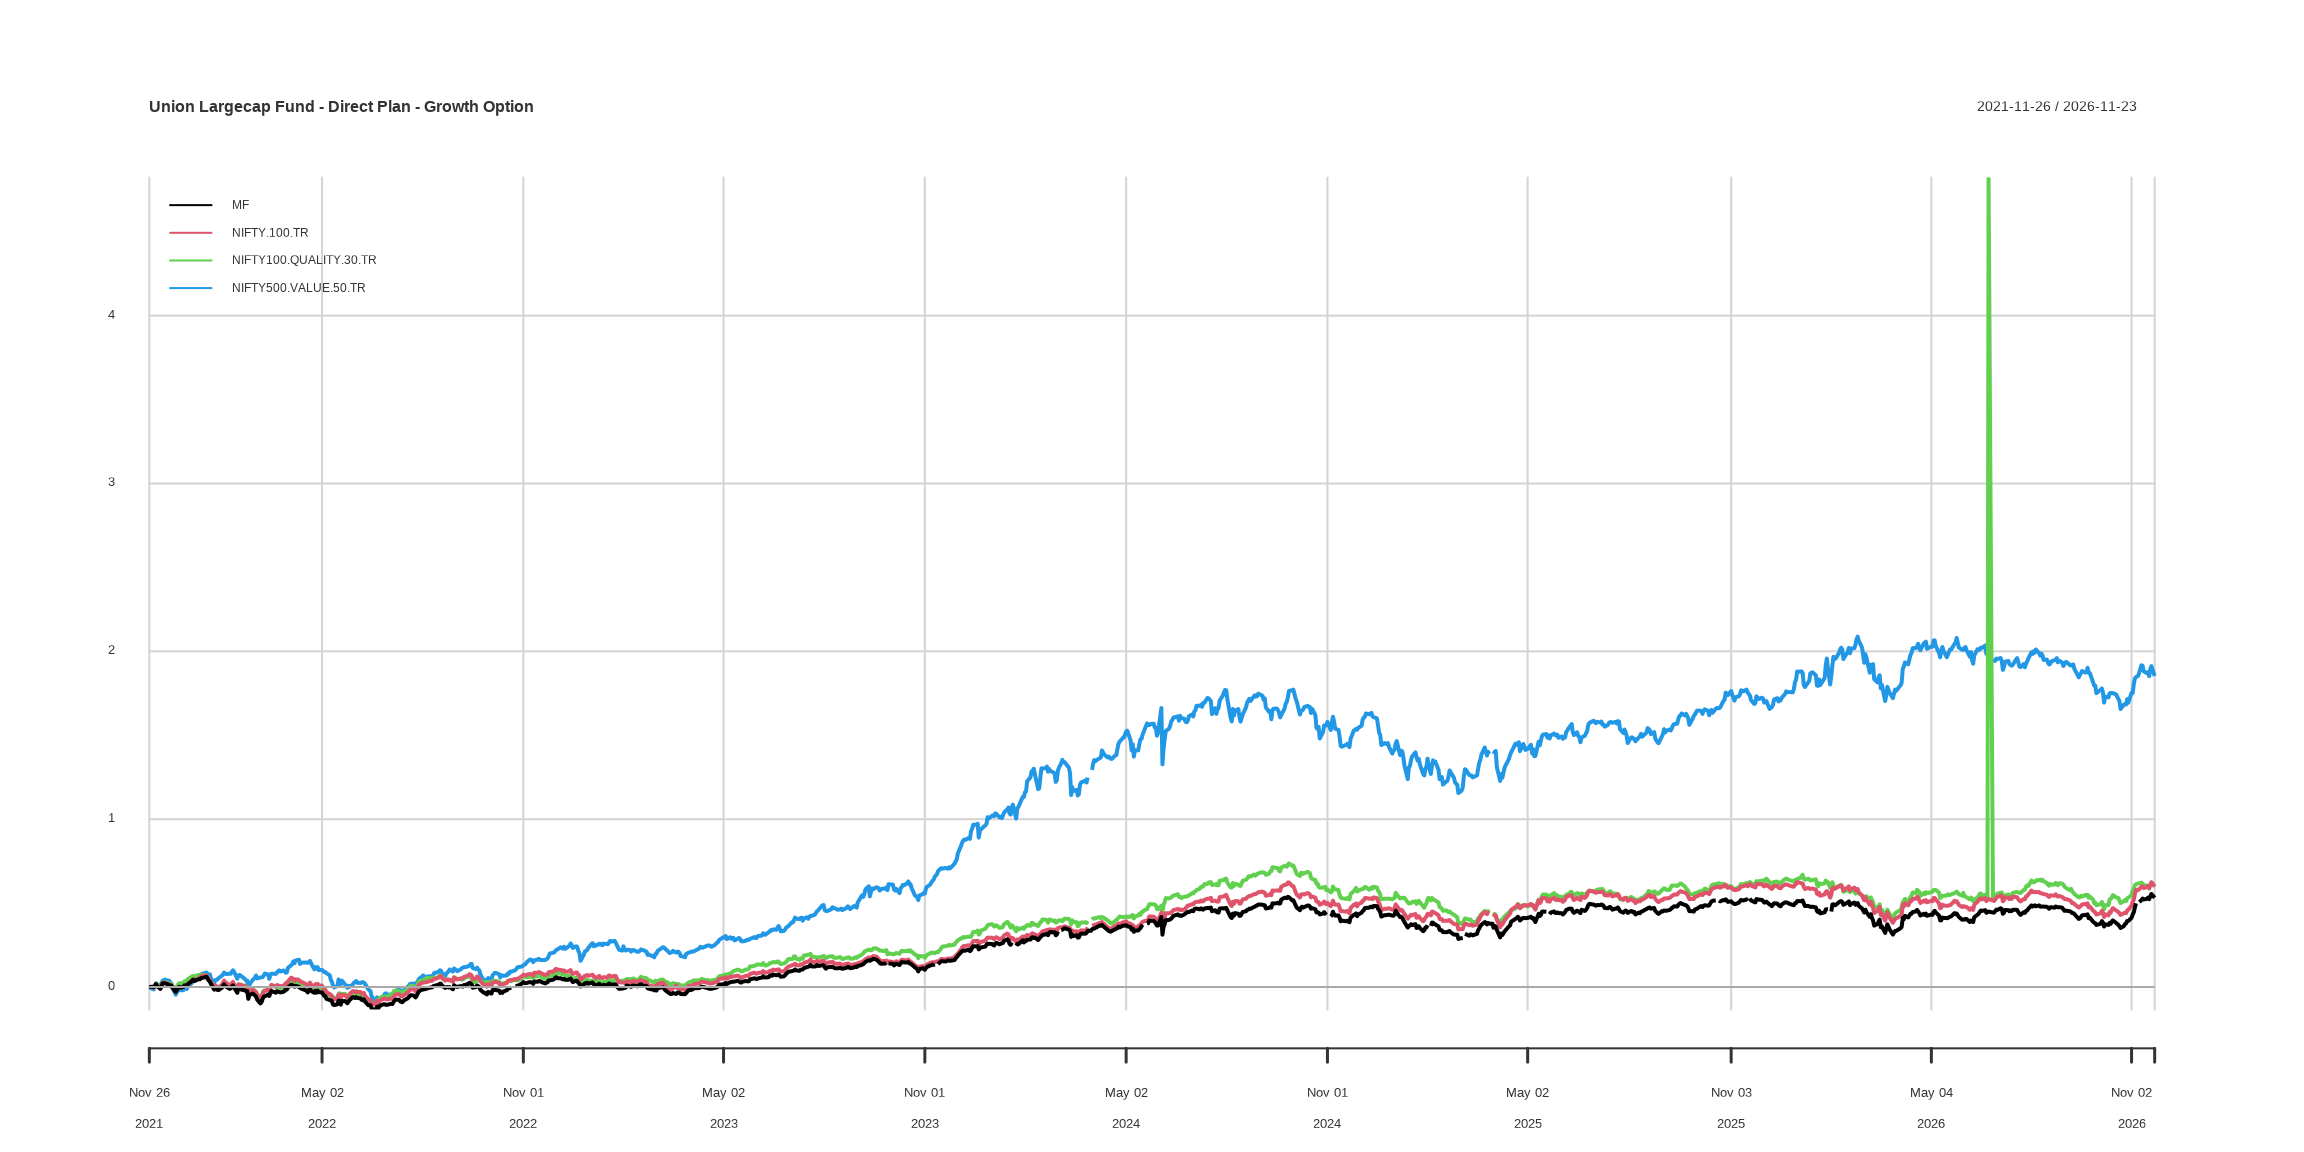 Union Largecap Fund - Direct Plan - Growth Option
2021-11-26 / 2026-11-23
MF
NIFTY.100.TR
NIFTY100.QUALITY.30.TR
NIFTY500.VALUE.50.TR
4
3
2
1
0
Nov 26 May 02 Nov 01 May 02 Nov 01 May 02 Nov 01 May 02 Nov 03 May 04 Nov 02
2021 2022 2022 2023 2023 2024 2024 2025 2025 2026 2026